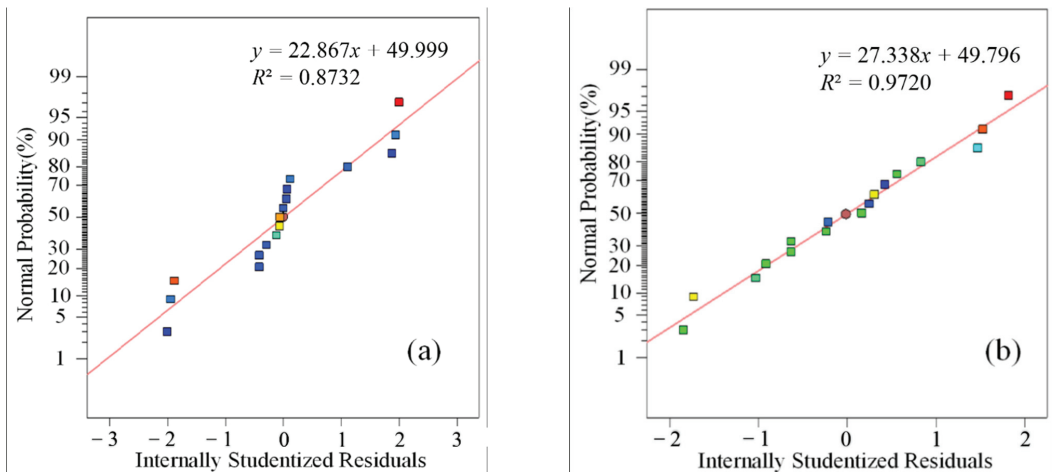 y = 22.867x + 49.999
R² = 0.8732
99
95
90
80
70
50
30
20
10
5
1
Normal Probability(%)
(a)
−3 −2 −1 0 1 2 3
Internally Studentized Residuals
y = 27.338x + 49.796
R² = 0.9720
99
95
90
80
70
50
30
20
10
5
1
Normal Probability(%)
(b)
−2 −1 0 1 2
Internally Studentized Residuals